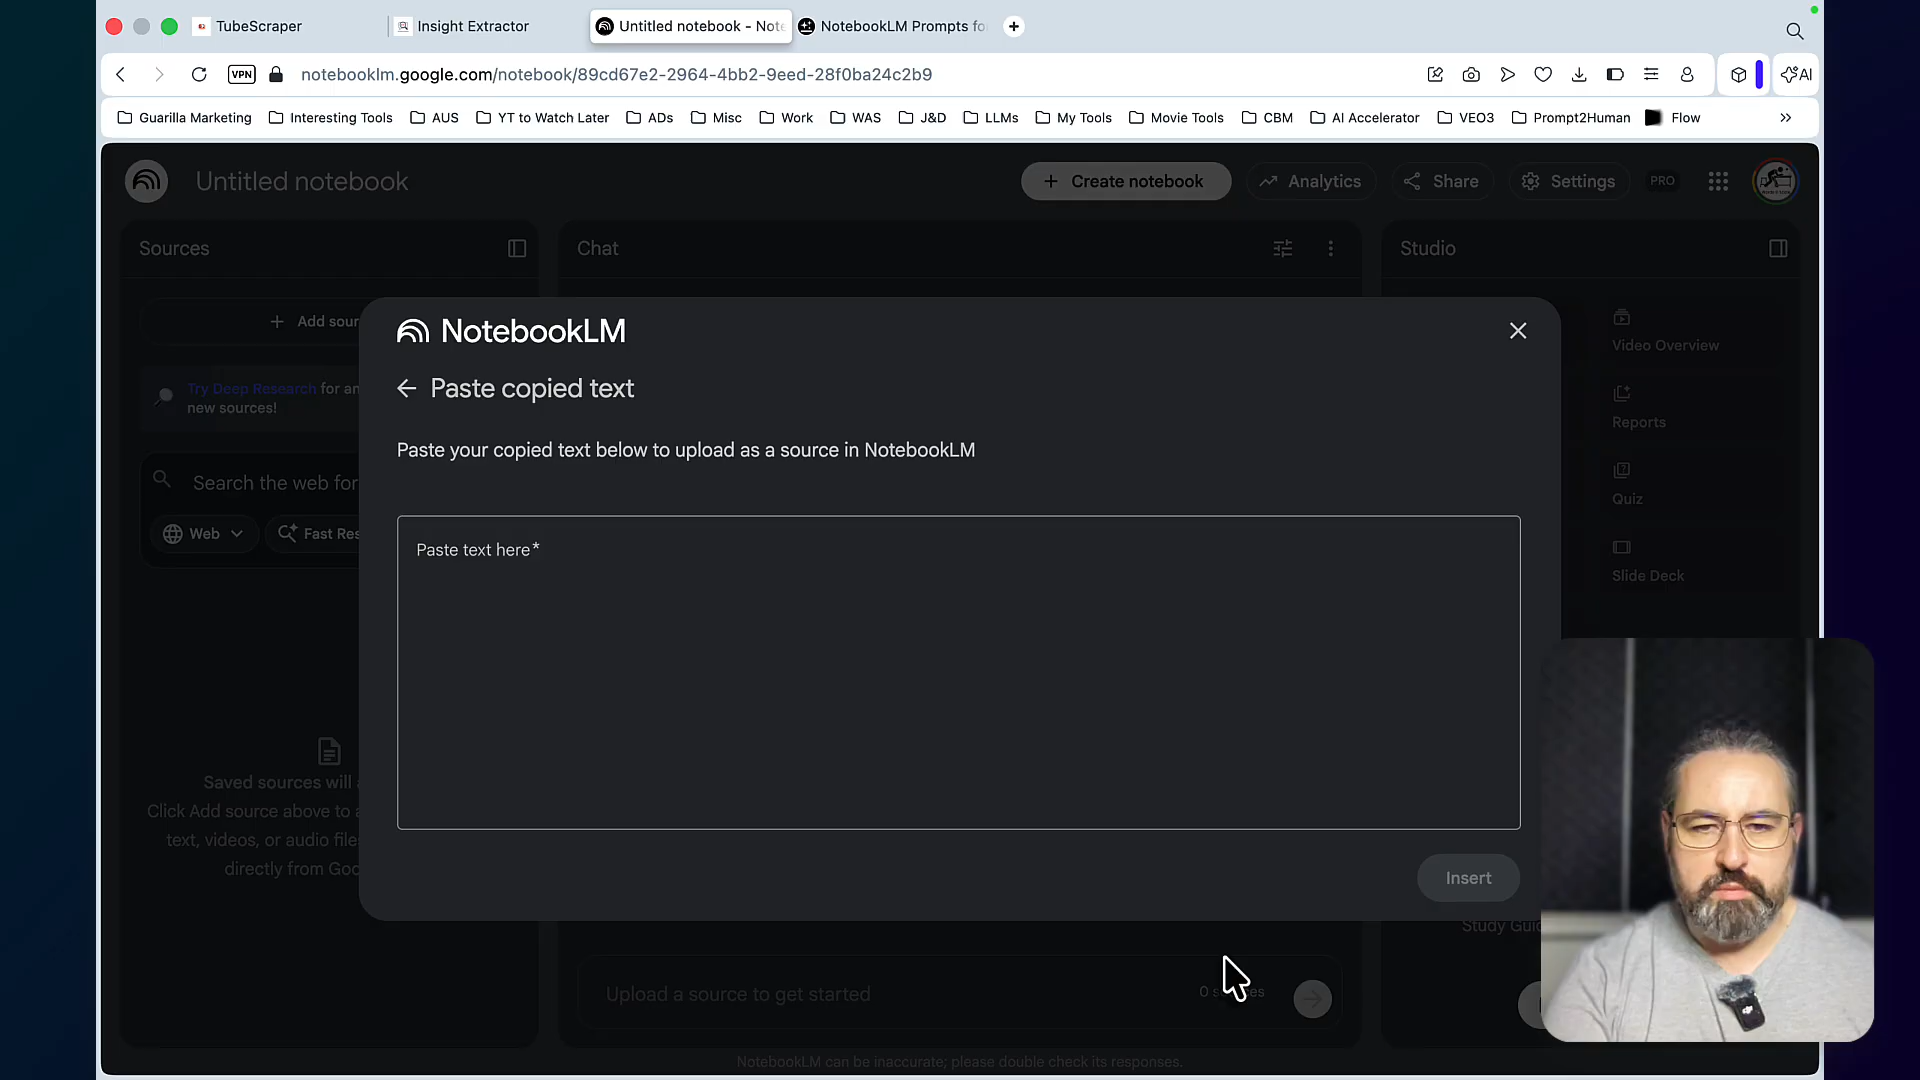 TubeScraper
Insight Extractor
Untitled notebook - Note
NotebookLM Prompts fo
VPN
notebooklm.google.com/notebook/89cd67e2-2964-4bb2-9eed-28f0ba24c2b9
AI
Guarilla Marketing
Interesting Tools
AUS
YT to Watch Later
ADs
Misc
Work
WAS
J&D
LLMs
My Tools
Movie Tools
CBM
AI Accelerator
VEO3
Prompt2Human
Flow
Untitled notebook
Create notebook
Analytics
Share
Settings
PRO
Sources
Chat
Studio
Add sour
Try Deep Research for an
new sources!
Search the web for
Web
Fast Res
Saved sources will a
Click Add source above to a
text, videos, or audio file
directly from Goo
NotebookLM
Paste copied text
Paste your copied text below to upload as a source in NotebookLM
Paste text here*
Insert
Video Overview
Reports
Quiz
Slide Deck
Study Guid
Upload a source to get started
NotebookLM can be inaccurate; please double check its responses.